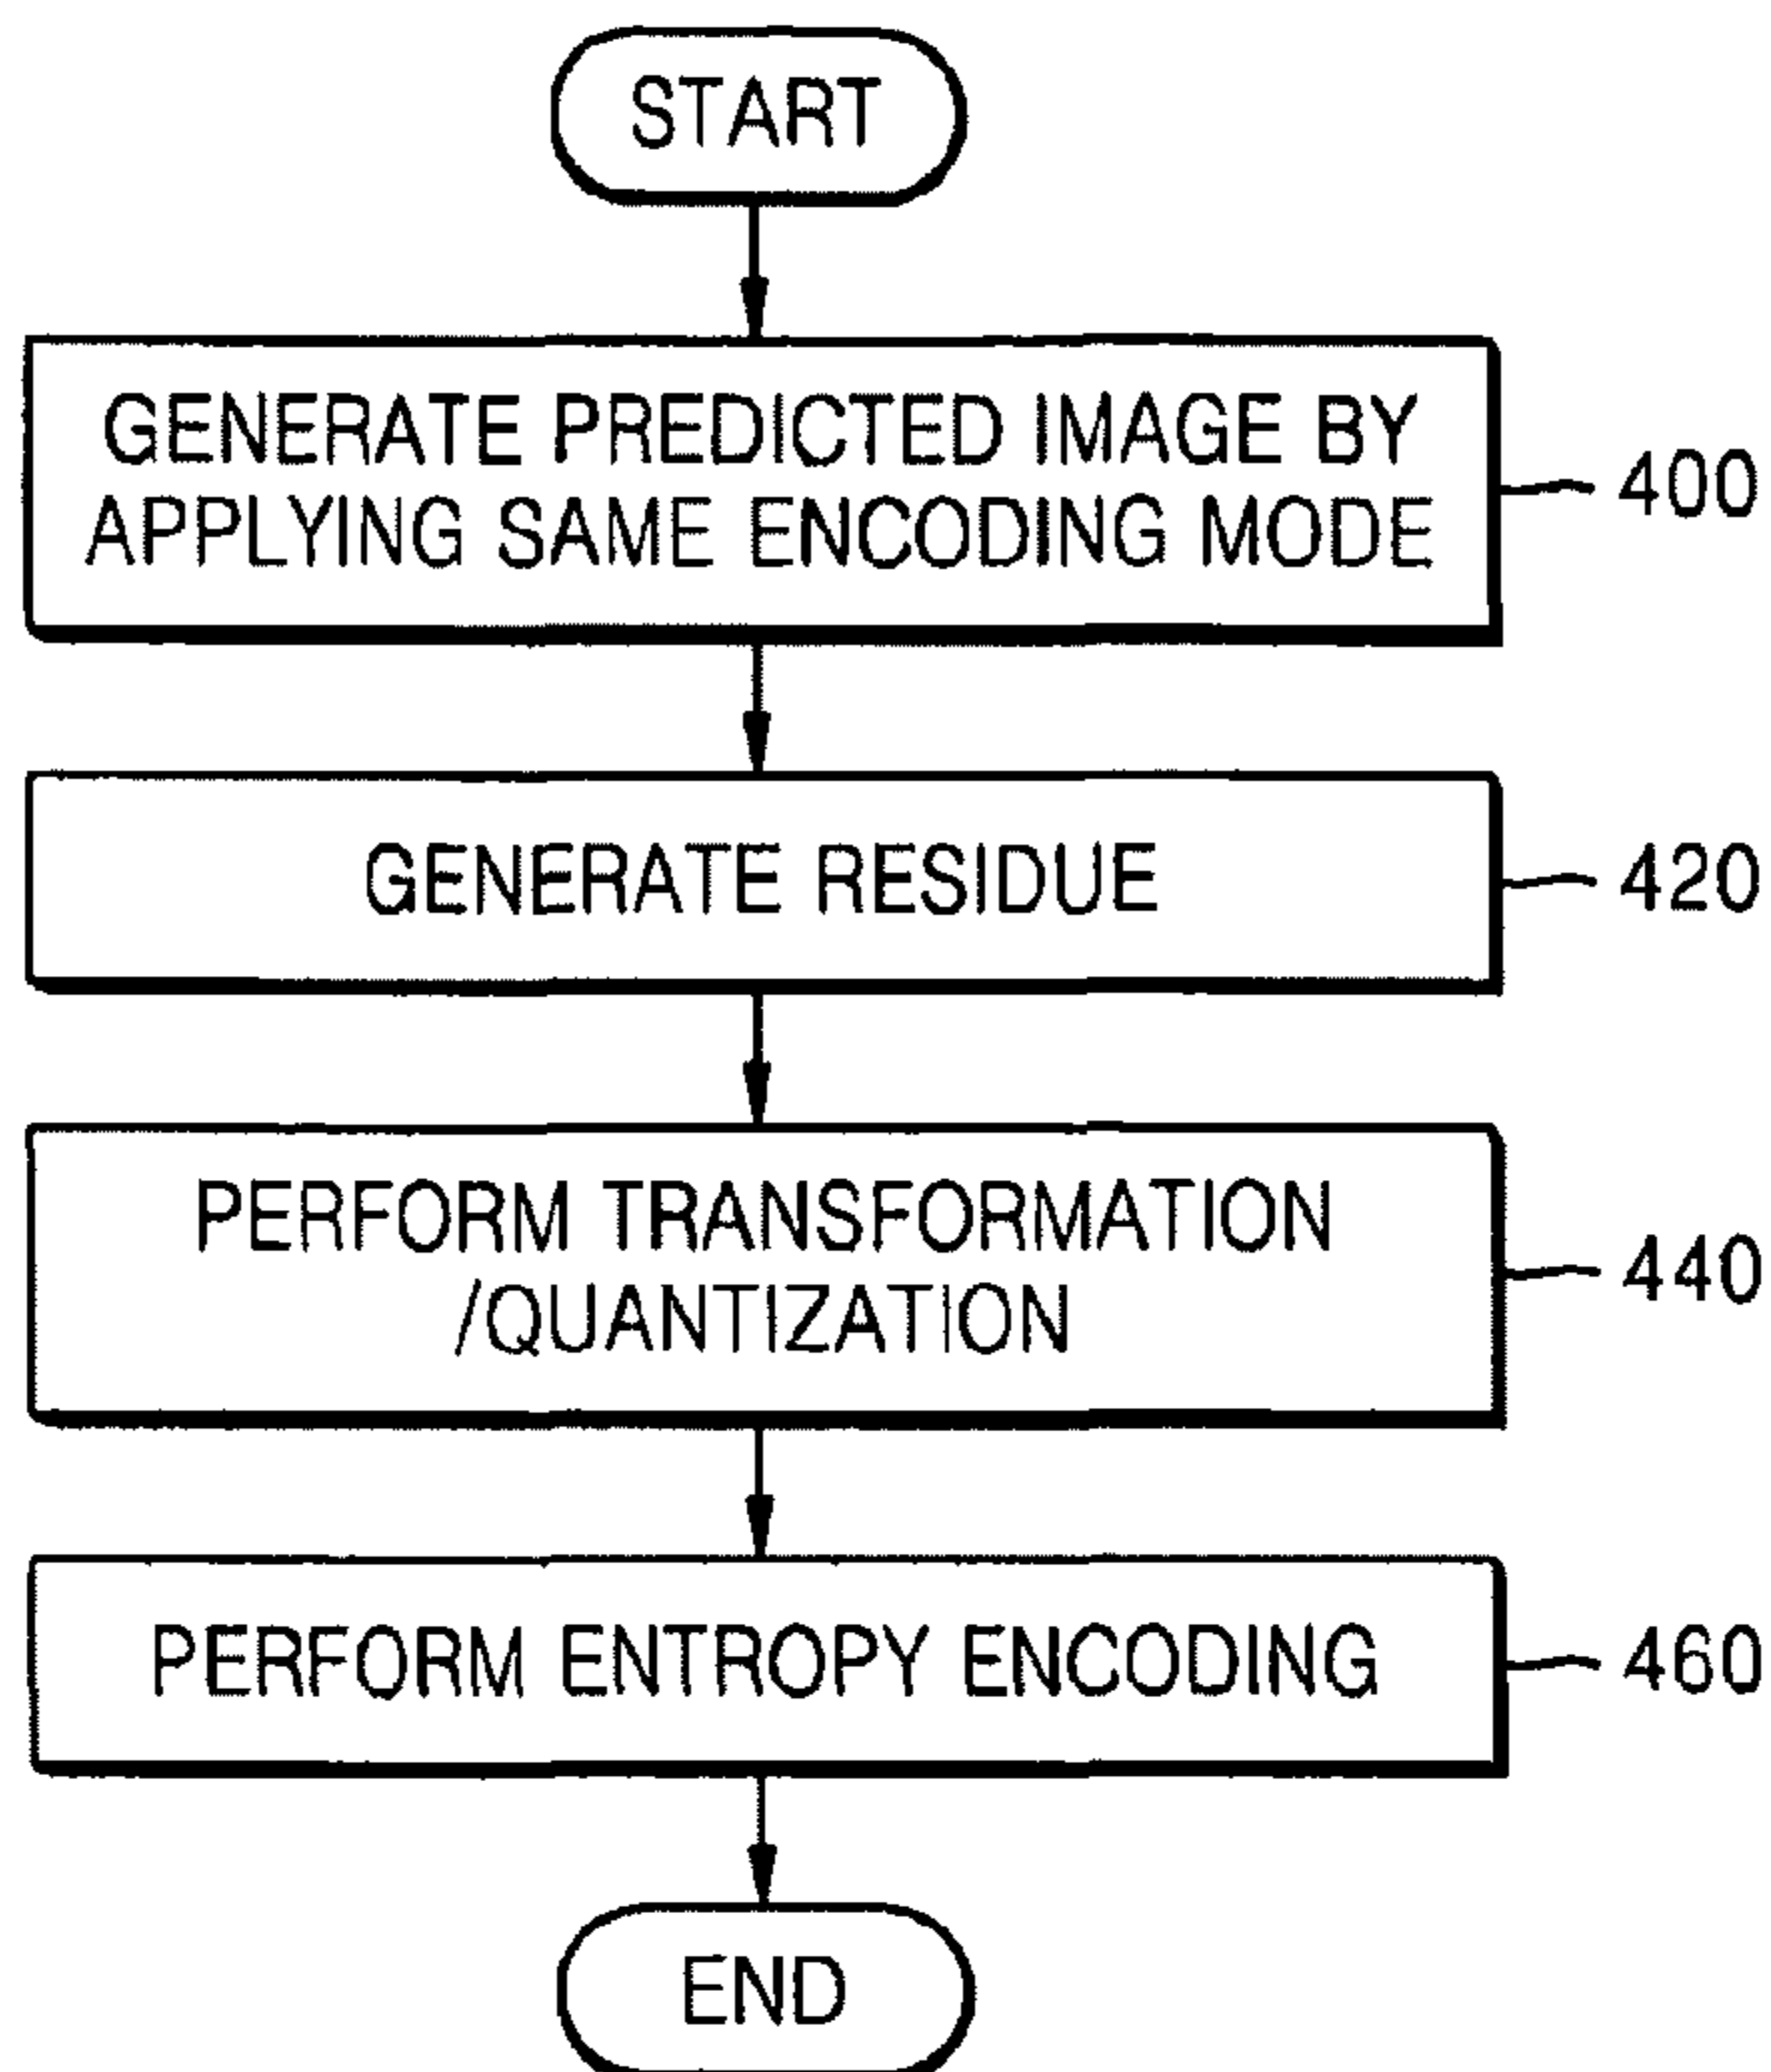 START
GENERATE PREDICTED IMAGE BY
APPLYING SAME ENCODING MODE
400
GENERATE RESIDUE
420
PERFORM TRANSFORMATION
/QUANTIZATION
440
PERFORM ENTROPY ENCODING
460
END